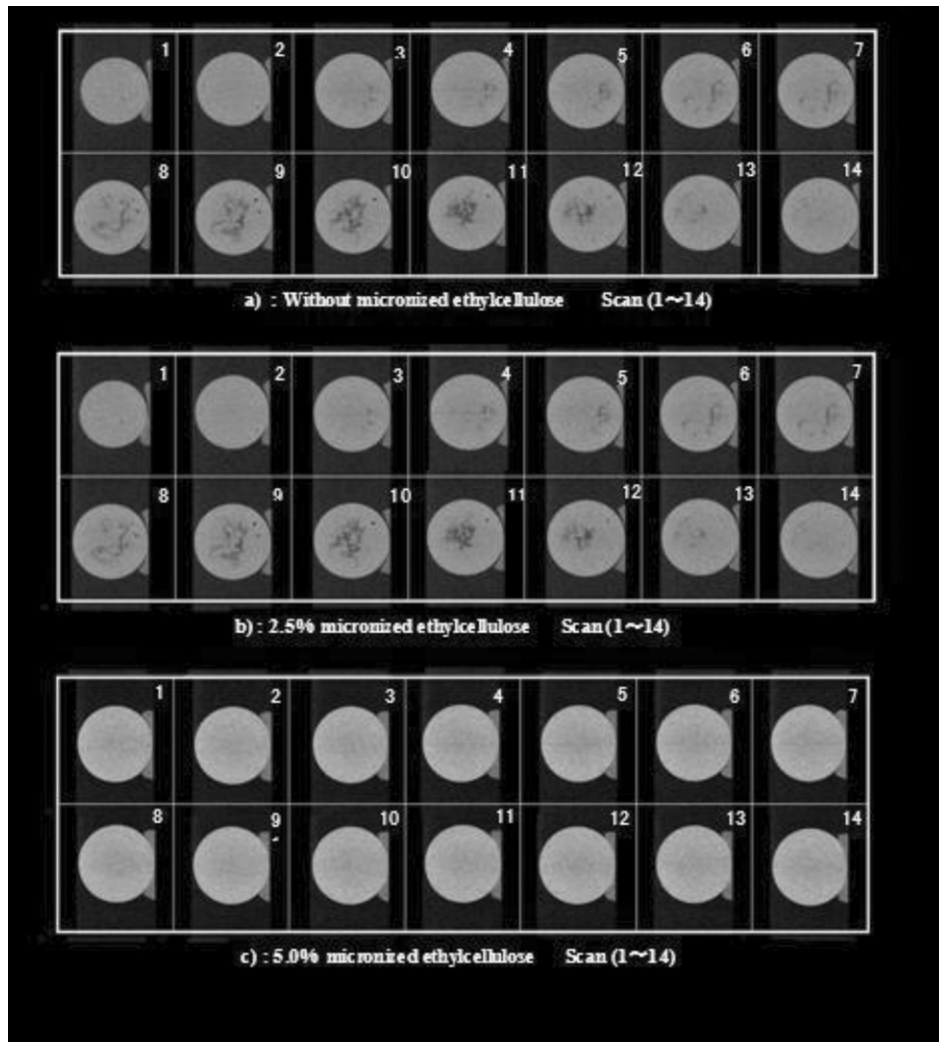 1 2 3 4 5 6 7
8 9 10 11 12 13 14
a) : Without micronized ethylcellulose Scan (1～14)
1 2 3 4 5 6 7
8 9 10 11 12 13 14
b) : 2.5% micronized ethylcellulose Scan (1～14)
1 2 3 4 5 6 7
8 9 10 11 12 13 14
c) : 5.0% micronized ethylcellulose Scan (1～14)